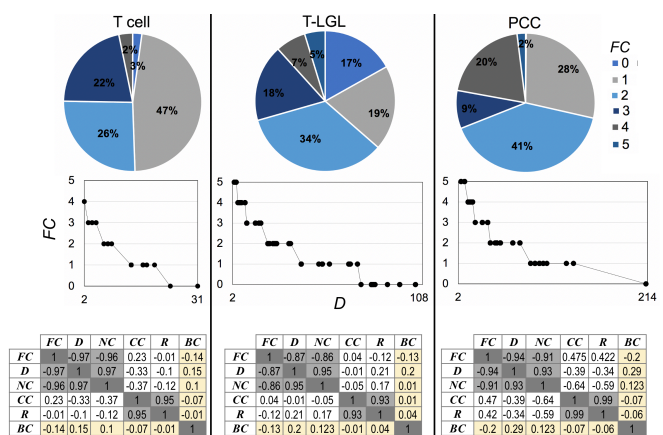 T cell T-LGL PCC
2% 3% 47% 26% 22%
5% 17% 19% 34% 18% 7%
2% 28% 41% 9% 20%
FC
0
1
2
3
4
5
FC
5 5 5
4 4 4
3 3 3
2 2 2
1 1 1
0 0 0
2 31 2 108 2 214
D
FC D NC CC R BC
FC 1 -0.97 -0.96 0.23 -0.01 -0.14
D -0.97 1 0.97 -0.33 -0.1 0.15
NC -0.96 0.97 1 -0.37 -0.12 0.1
CC 0.23 -0.33 -0.37 1 0.95 -0.07
R -0.01 -0.1 -0.12 0.95 1 -0.01
BC -0.14 0.15 0.1 -0.07 -0.01 1
FC D NC CC R BC
FC 1 -0.87 -0.86 0.04 -0.12 -0.13
D -0.87 1 0.95 -0.01 0.21 0.2
NC -0.86 0.95 1 -0.05 0.17 0.01
CC 0.04 -0.01 -0.05 1 0.93 0.01
R -0.12 0.21 0.17 0.93 1 0.04
BC -0.13 0.2 0.123 -0.01 0.04 1
FC D NC CC R BC
FC 1 -0.94 -0.91 0.475 0.422 -0.2
D -0.94 1 0.93 -0.39 -0.34 0.29
NC -0.91 0.93 1 -0.64 -0.59 0.123
CC 0.42 -0.39 -0.64 1 0.99 -0.07
R 0.42 -0.34 -0.59 0.99 1 -0.06
BC -0.2 0.29 0.123 -0.07 -0.06 1